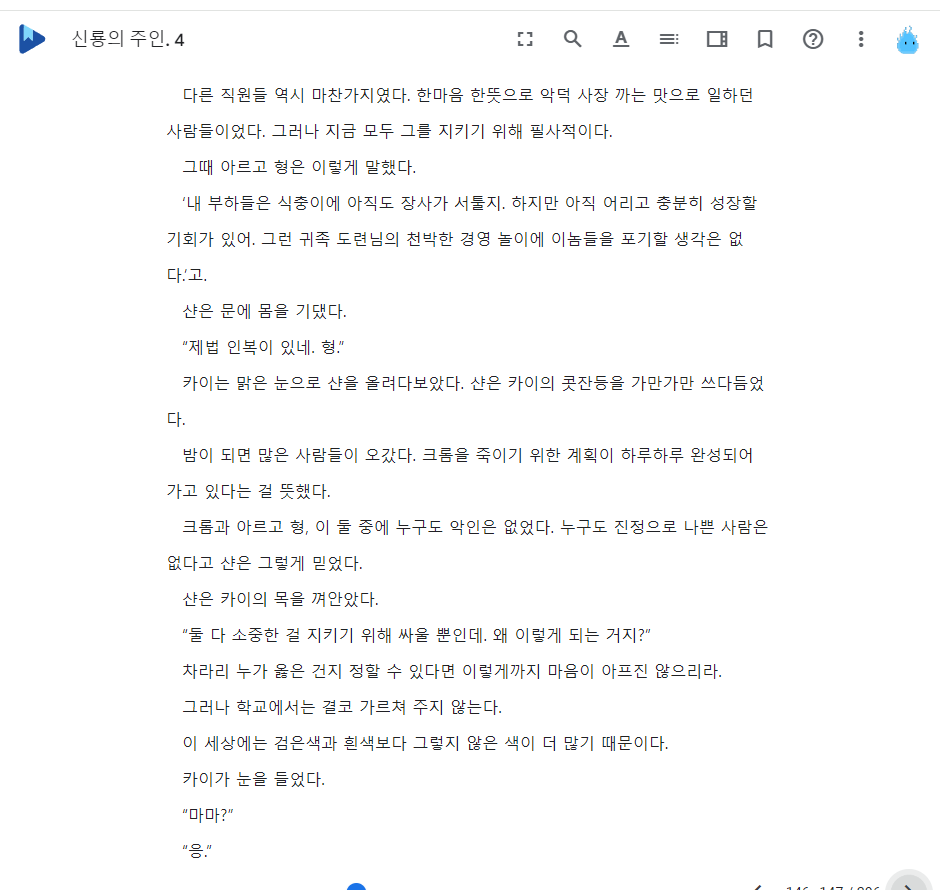 신룡의 주인. 4
다른 직원들 역시 마찬가지였다. 한마음 한뜻으로 악덕 사장 까는 맛으로 일하던
사람들이었다. 그러나 지금 모두 그를 지키기 위해 필사적이다.
그때 아르고 형은 이렇게 말했다.
‘내 부하들은 식충이에 아직도 장사가 서툴지. 하지만 아직 어리고 충분히 성장할
기회가 있어. 그런 귀족 도련님의 천박한 경영 놀이에 이놈들을 포기할 생각은 없
다.‘고.
샨은 문에 몸을 기댔다.
“제법 인복이 있네. 형.”
카이는 맑은 눈으로 샨을 올려다보았다. 샨은 카이의 콧잔등을 가만가만 쓰다듬었
다.
밤이 되면 많은 사람들이 오갔다. 크롬을 죽이기 위한 계획이 하루하루 완성되어
가고 있다는 걸 뜻했다.
크롬과 아르고 형, 이 둘 중에 누구도 악인은 없었다. 누구도 진정으로 나쁜 사람은
없다고 샨은 그렇게 믿었다.
샨은 카이의 목을 껴안았다.
“둘 다 소중한 걸 지키기 위해 싸울 뿐인데. 왜 이렇게 되는 거지?”
차라리 누가 옳은 건지 정할 수 있다면 이렇게까지 마음이 아프진 않으리라.
그러나 학교에서는 결코 가르쳐 주지 않는다.
이 세상에는 검은색과 흰색보다 그렇지 않은 색이 더 많기 때문이다.
카이가 눈을 들었다.
“마마?”
“응.”